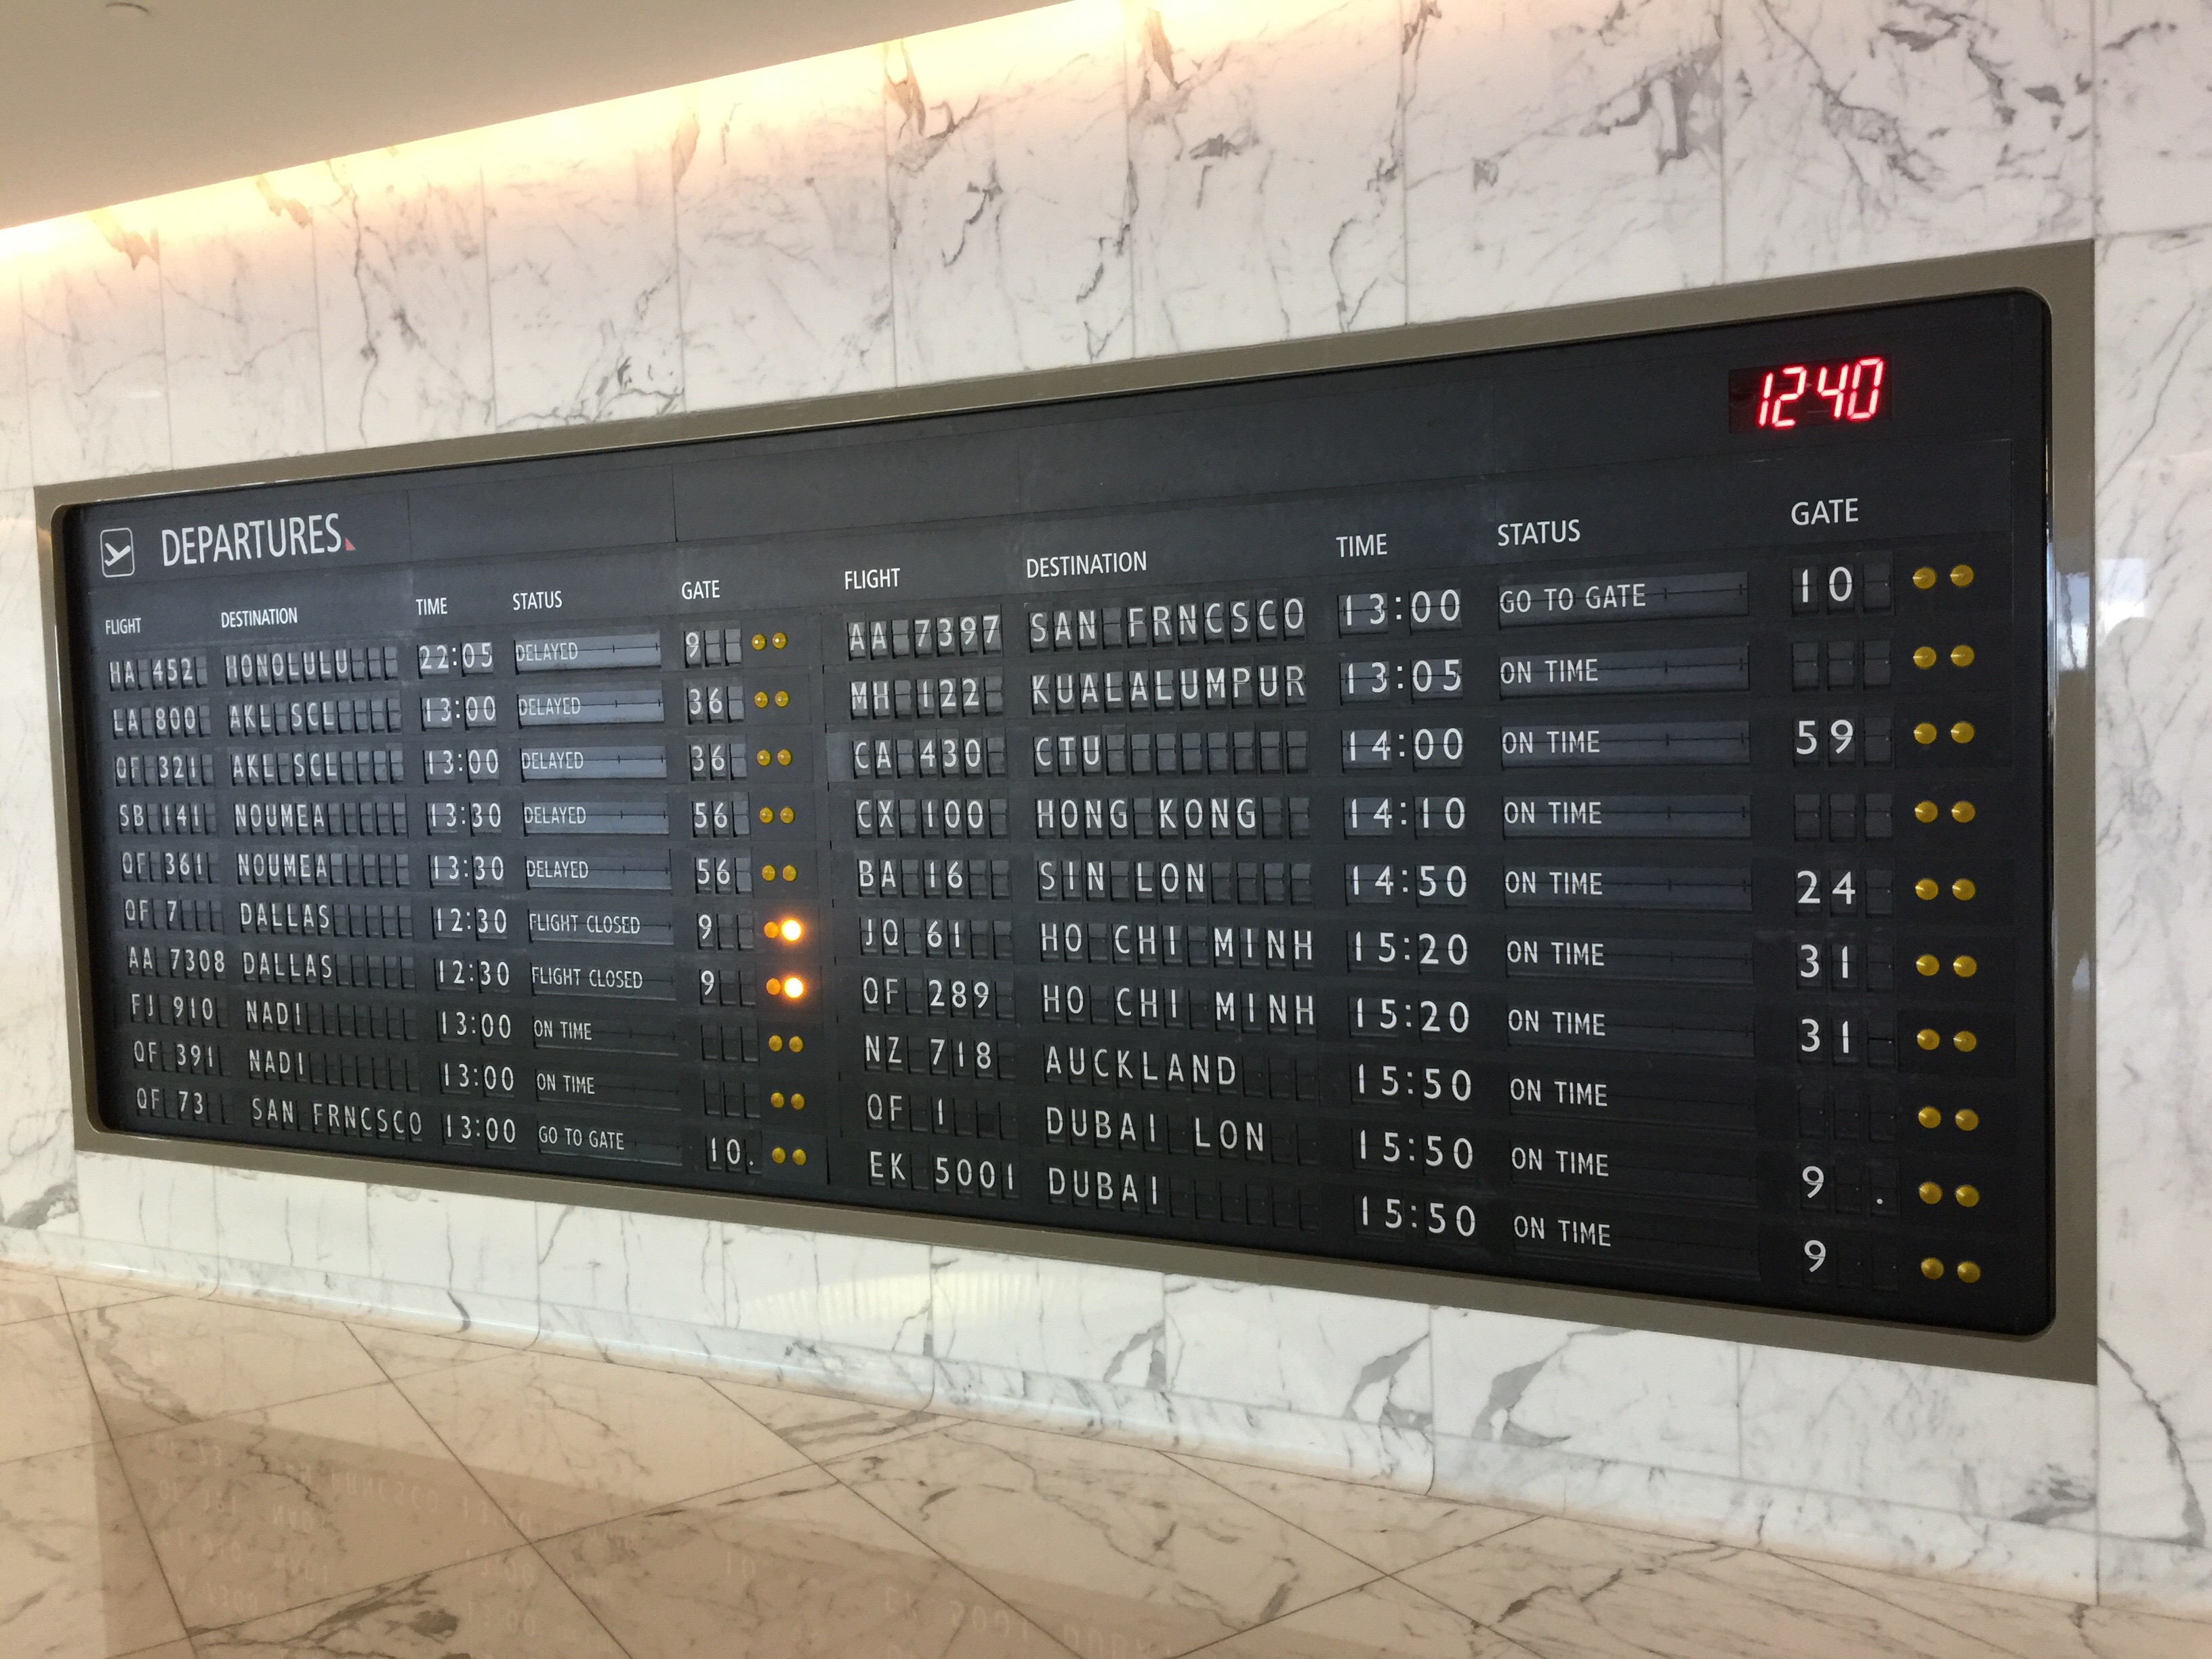 1240
DEPARTURES
FLIGHT DESTINATION TIME STATUS GATE
HA 452 HONOLULU 22:05 DELAYED 9
LA 800 AKL SCL 13:00 DELAYED 36
QF 321 AKL SCL 13:00 DELAYED 36
SB 141 NOUMEA 13:30 DELAYED 56
QF 361 NOUMEA 13:30 DELAYED 56
QF 7 DALLAS 12:30 FLIGHT CLOSED 9
AA 7308 DALLAS 12:30 FLIGHT CLOSED 9
FJ 910 NADI 13:00 ON TIME
QF 391 NADI 13:00 ON TIME
QF 73 SAN FRNCSCO 13:00 GO TO GATE 10.
FLIGHT DESTINATION TIME STATUS GATE
AA 7397 SAN FRNCSCO 13:00 GO TO GATE 10
MH 122 KUALALUMPUR 13:05 ON TIME
CA 430 CTU 14:00 ON TIME 59
CX 100 HONG KONG 14:10 ON TIME
BA 16 SIN LON 14:50 ON TIME 24
JQ 61 HO CHI MINH 15:20 ON TIME 31
QF 289 HO CHI MINH 15:20 ON TIME 31
NZ 718 AUCKLAND 15:50 ON TIME
QF 1 DUBAI LON 15:50 ON TIME 9 .
EK 5001 DUBAI 15:50 ON TIME 9